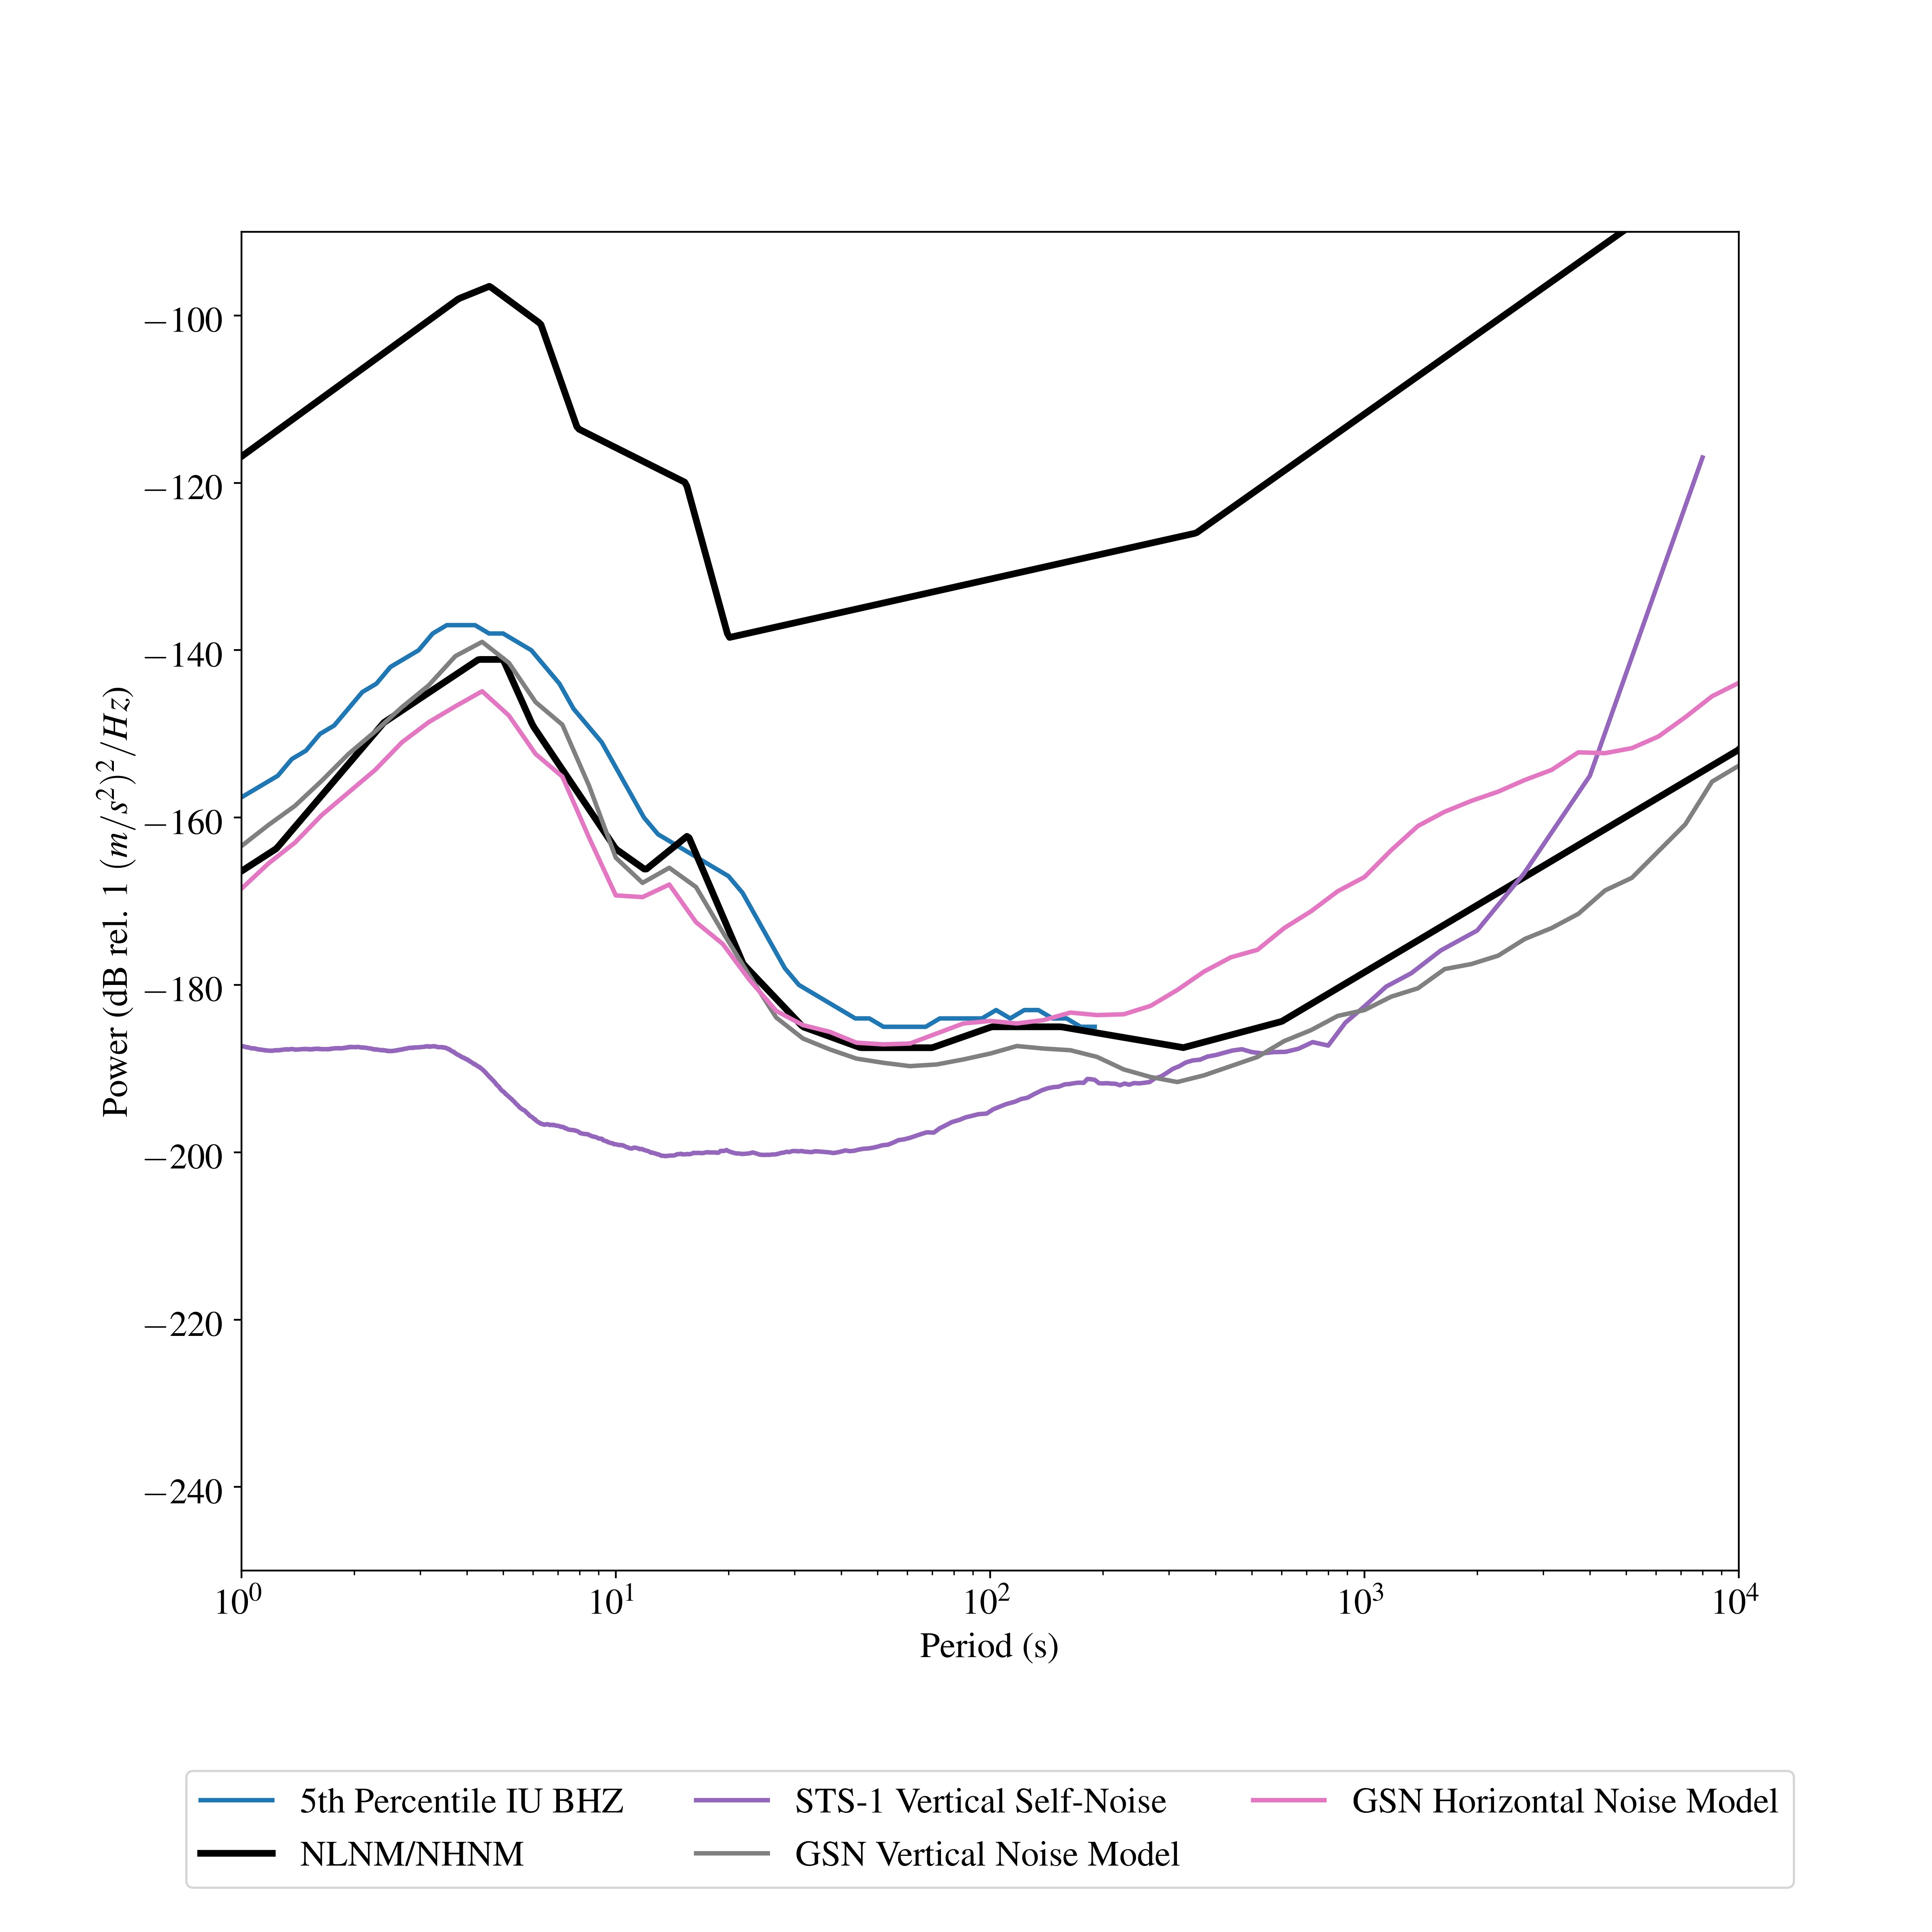 Power (dB rel. 1 (m/s²)²/Hz)
−100
−120
−140
−160
−180
−200
−220
−240
10⁰ 10¹ 10² 10³ 10⁴
Period (s)
5th Percentile IU BHZ STS-1 Vertical Self-Noise GSN Horizontal Noise Model
NLNM/NHNM GSN Vertical Noise Model